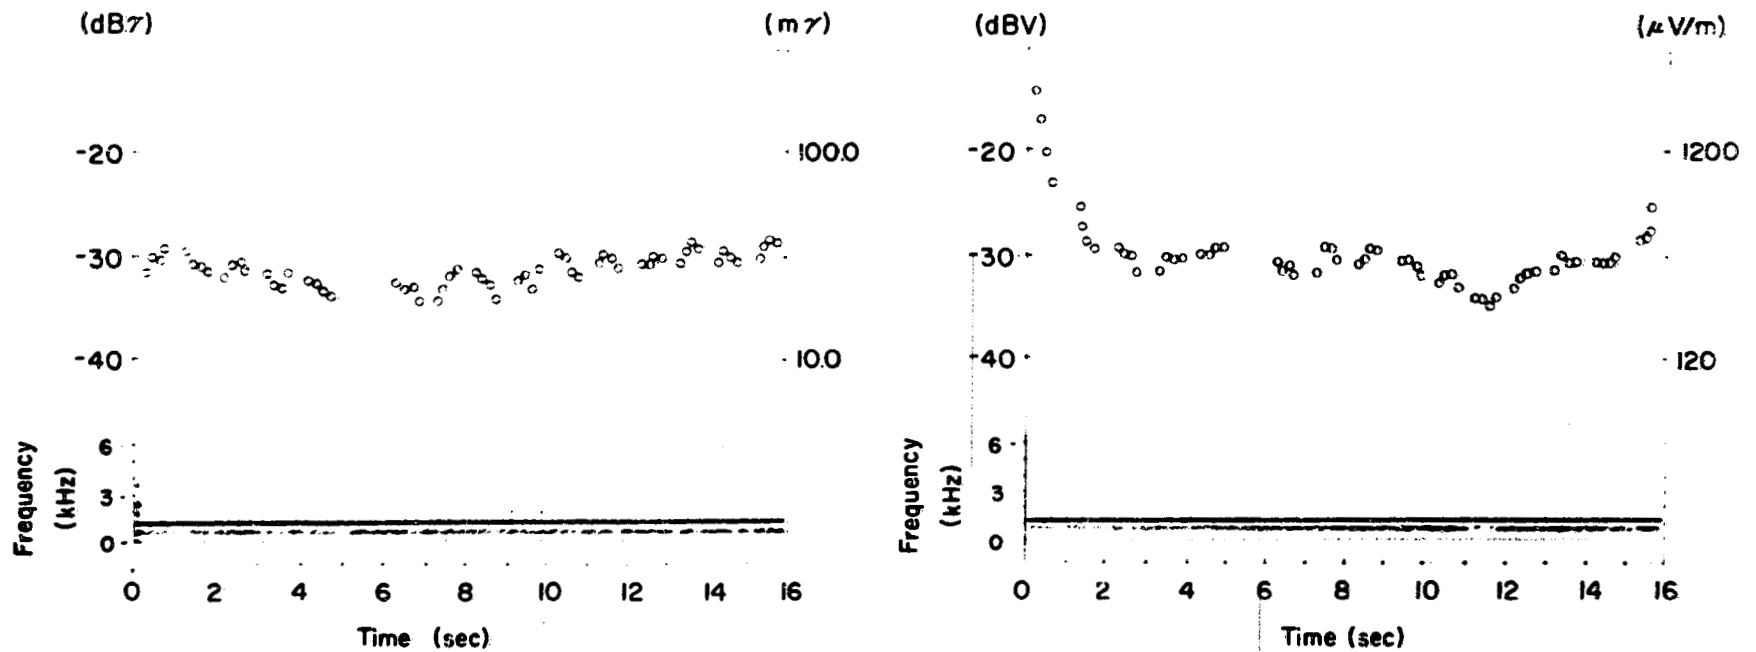 (dBγ) (mγ)
-20 100.0
-30
-40 10.0
Frequency (kHz)
6
3
0
0 2 4 6 8 10 12 14 16
Time (sec)
(dBV) (μV/m)
-20 1200
-30
-40 120
Frequency (kHz)
6
3
0
0 2 4 6 8 10 12 14 16
Time (sec)